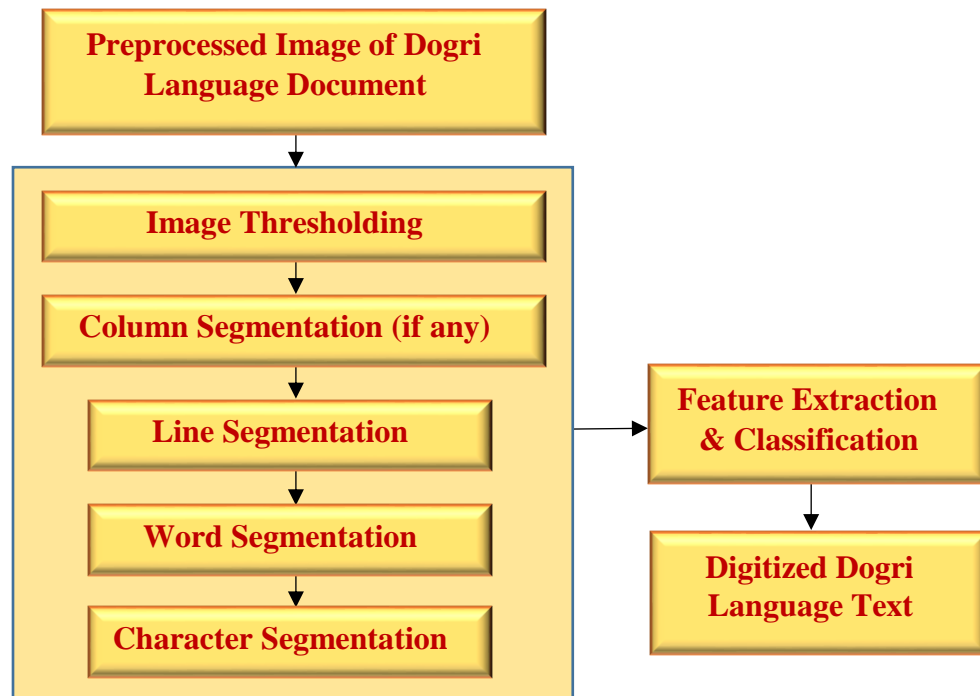 Preprocessed Image of Dogri
Language Document
Image Thresholding
Column Segmentation (if any)
Line Segmentation
Word Segmentation
Character Segmentation
Feature Extraction
& Classification
Digitized Dogri
Language Text